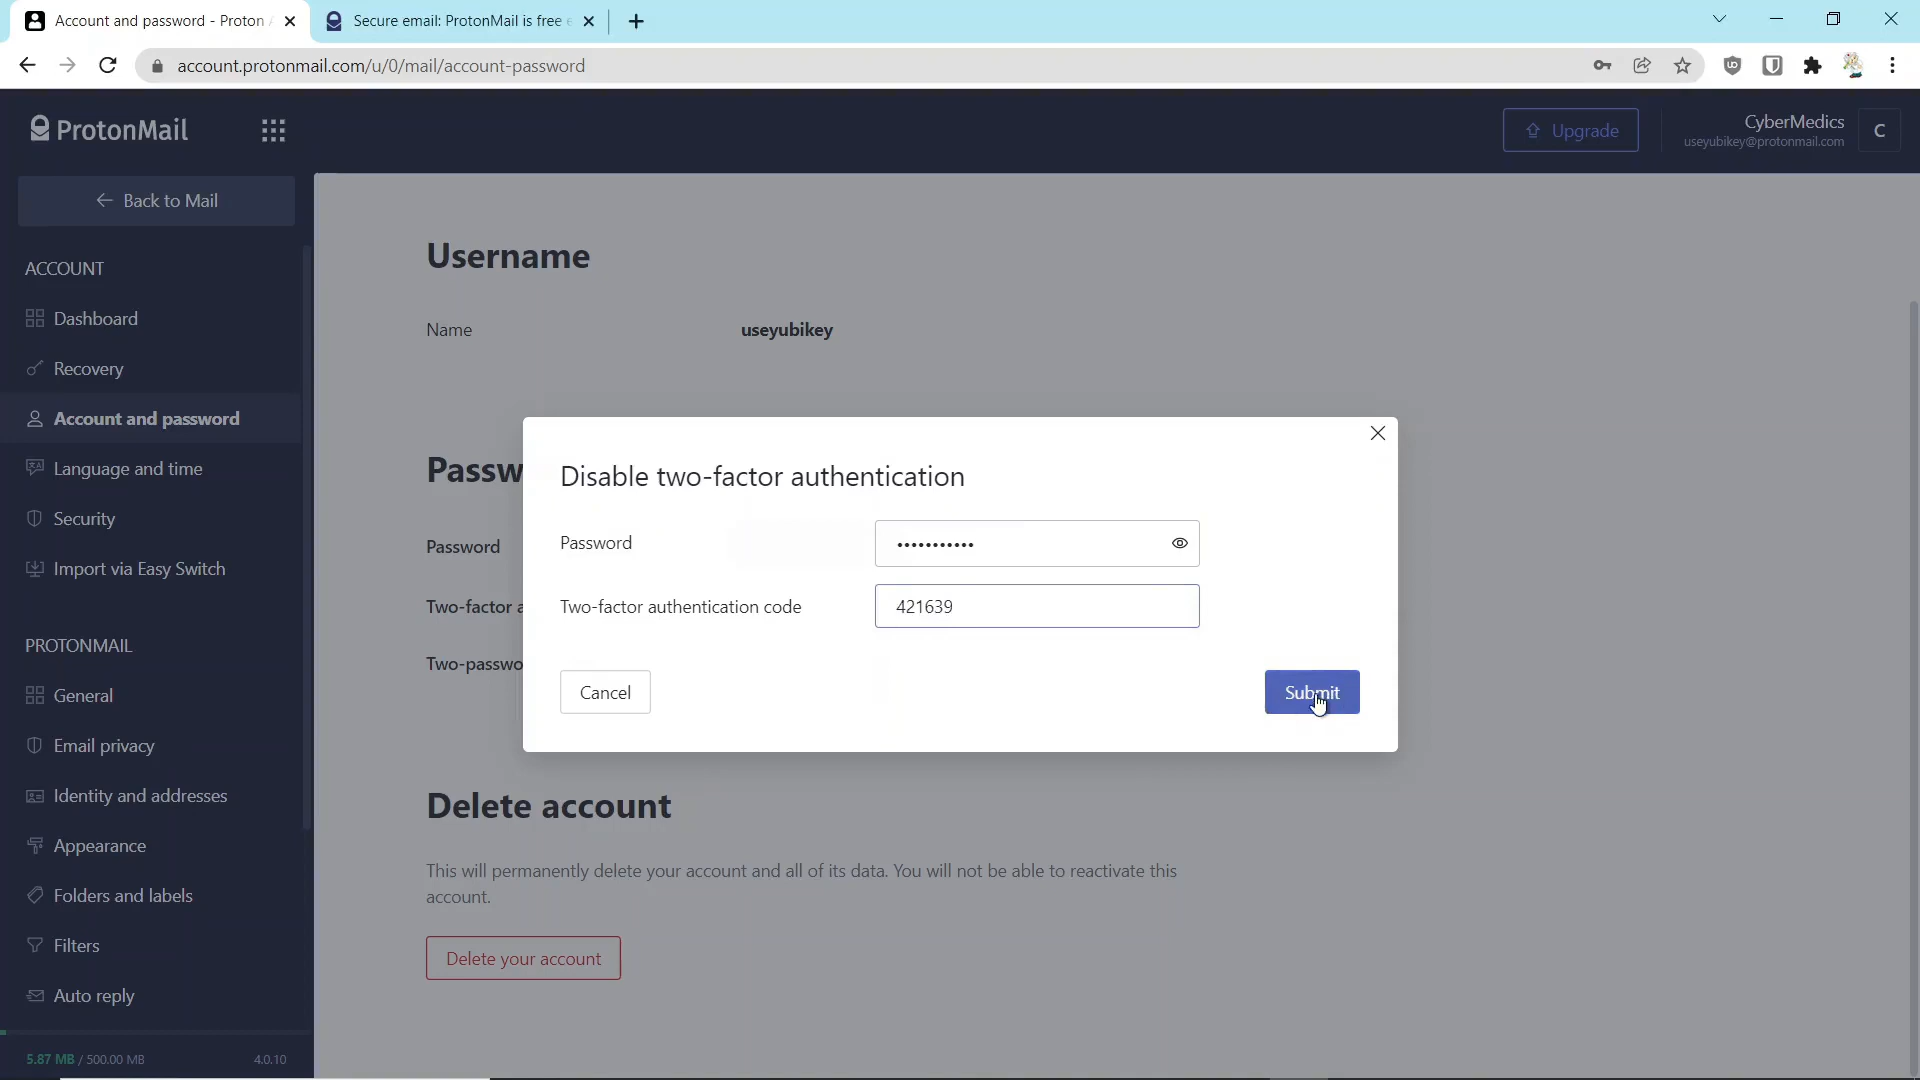 Account and password - Proton
Secure email: ProtonMail is free
account.protonmail.com/u/0/mail/account-password
ProtonMail
Upgrade
CyberMedics
useyubikey@protonmail.com
C
Back to Mail
ACCOUNT
Dashboard
Recovery
Account and password
Language and time
Security
Import via Easy Switch
PROTONMAIL
General
Email privacy
Identity and addresses
Appearance
Folders and labels
Filters
Auto reply
5.87 MB / 500.00 MB
4.0.10
Username
Name
useyubikey
Passw
Password
Two-factor a
Two-passwo
Disable two-factor authentication
Password
•••••••••••
Two-factor authentication code
421639
Cancel
Submit
Delete account
This will permanently delete your account and all of its data. You will not be able to reactivate this
account.
Delete your account